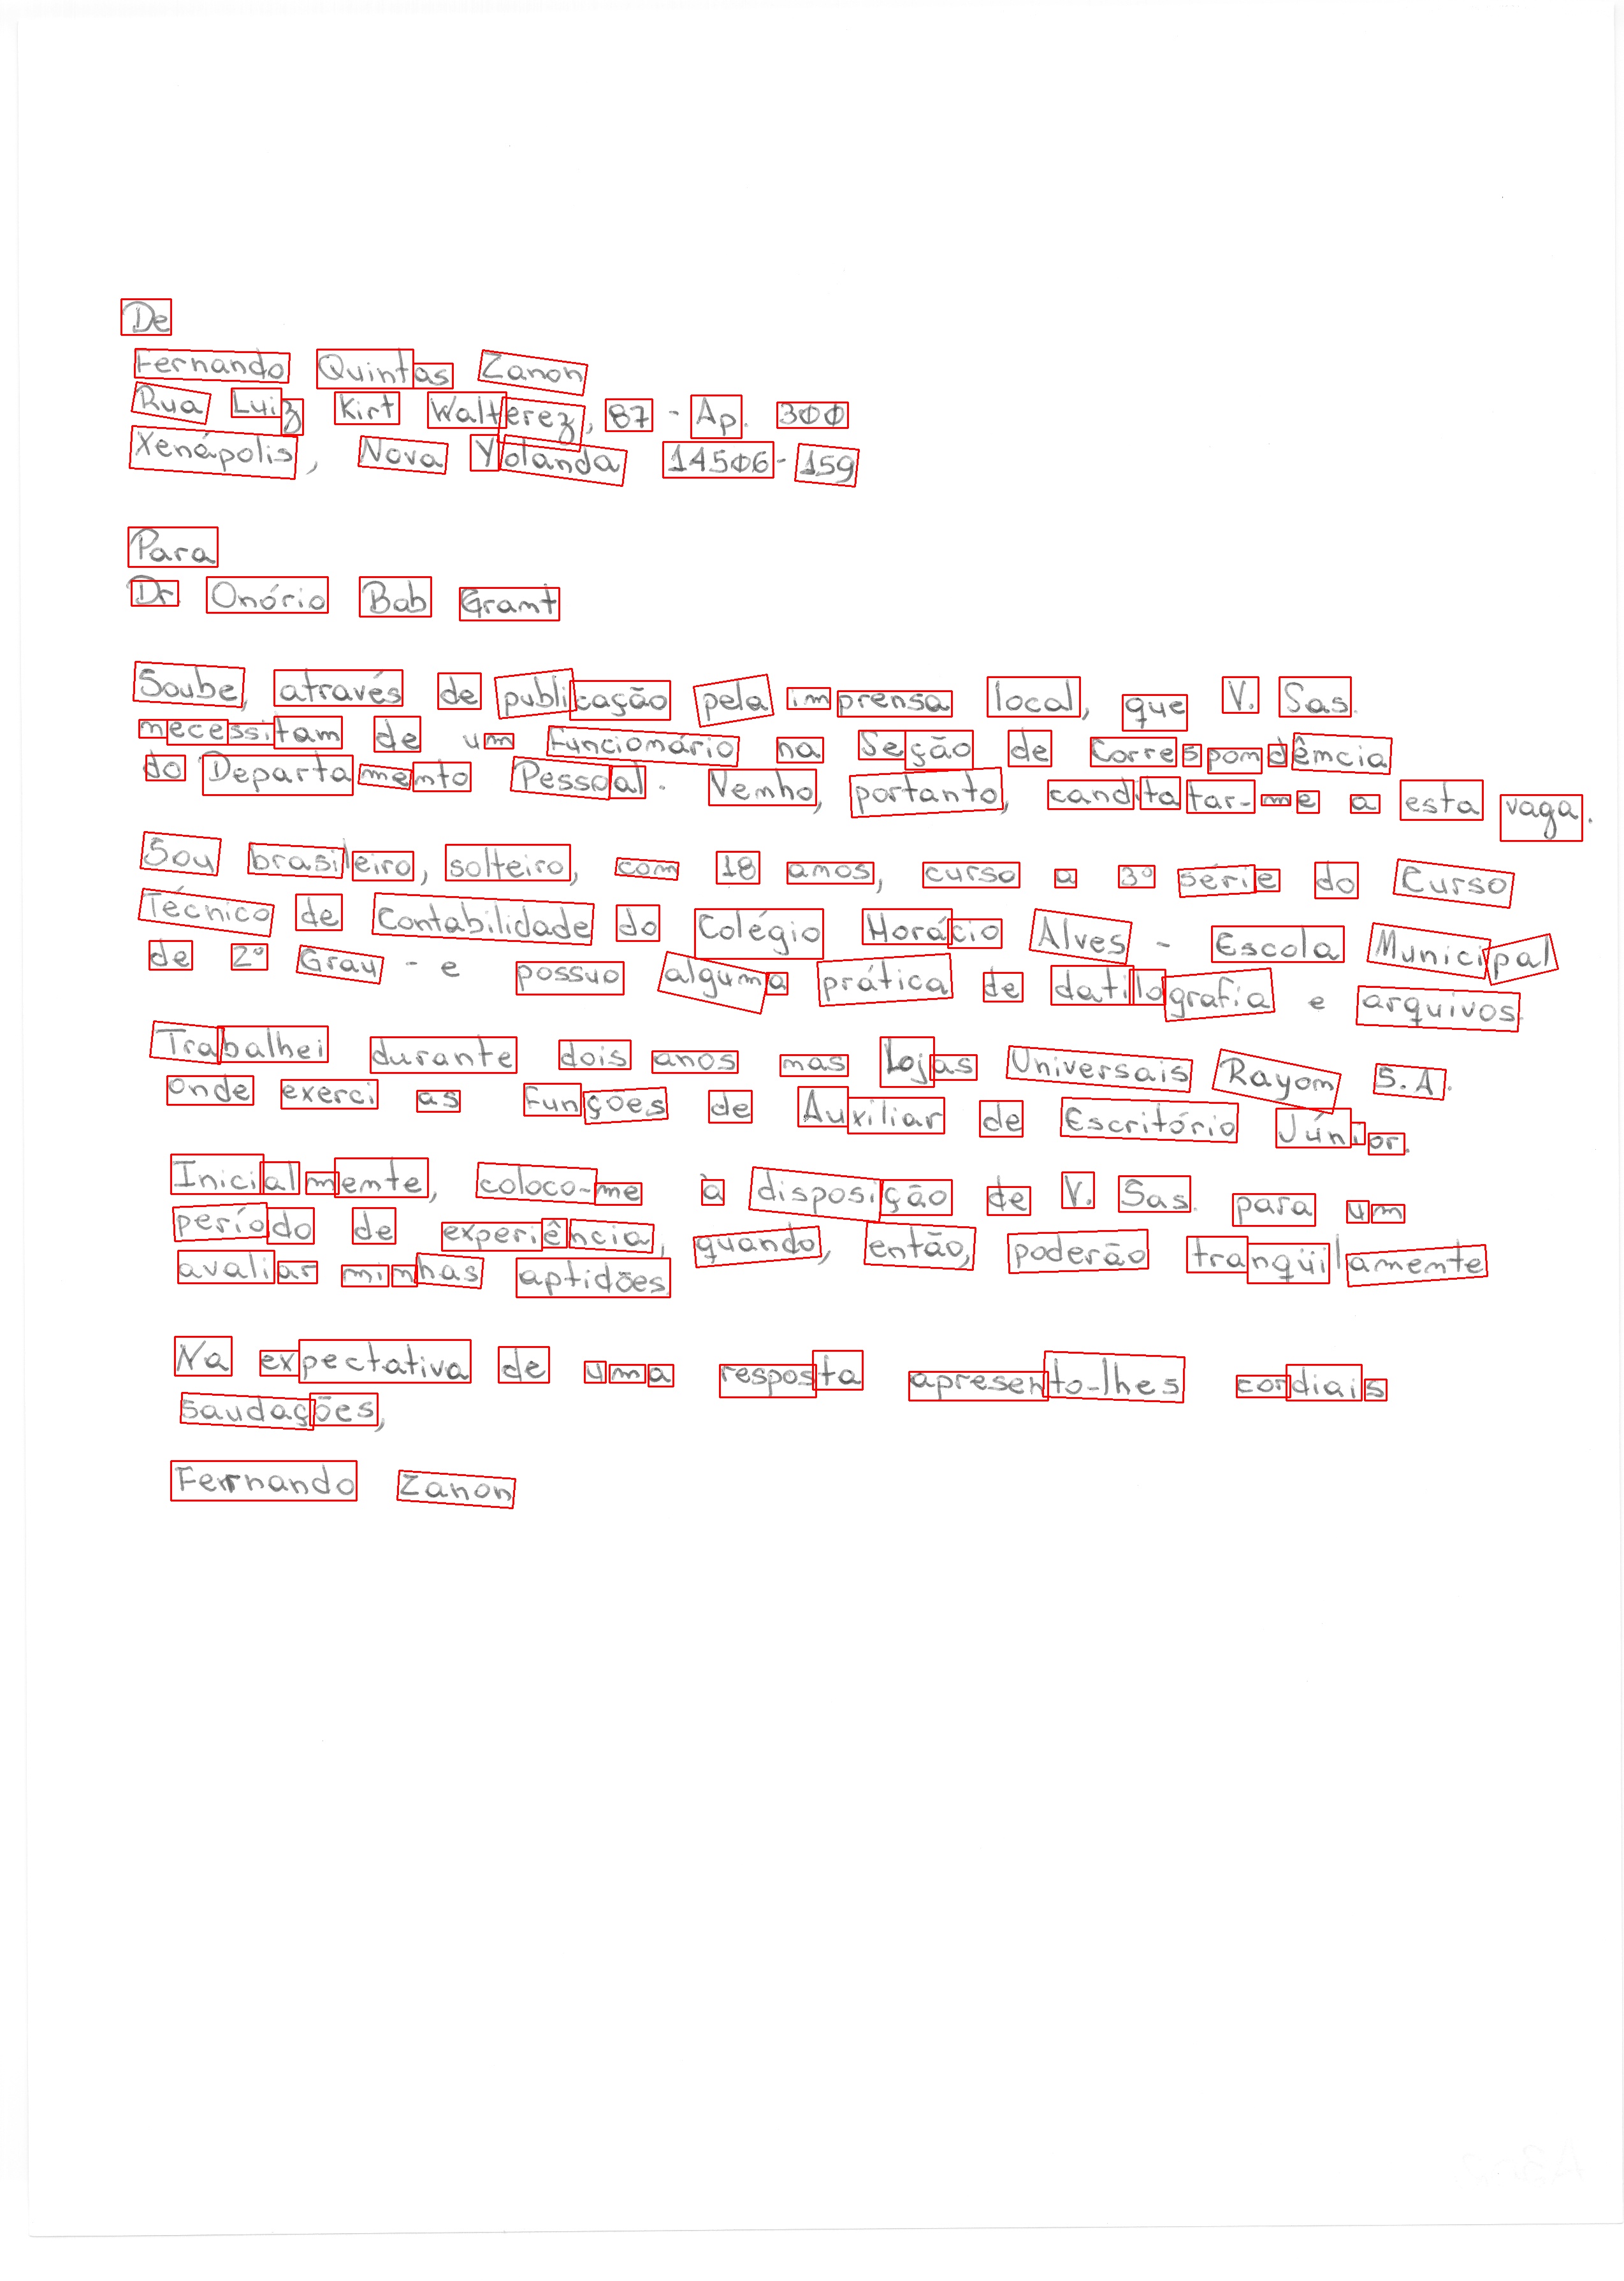 De
Fernando Quintas Zanon
Rua Luiz Kirt Walterez, 87 - Ap. 300
Xenápolis, Nova Yolanda 14506-159
Para
Dr. Onório Bob Grant
Soube, através de publicação pela imprensa local, que V. Sas.
necessitam de um funcionário na Seção de Correspondência
do Departamento Pessoal. Venho, portanto, canditatar-me a esta vaga.
Sou brasileiro, solteiro, com 18 anos, curso a 3º série do Curso
Técnico de Contabilidade do Colégio Horácio Alves - Escola Municipal
de 2º Grau - e possuo alguma prática de datilografia e arquivos.
Trabalhei durante dois anos mas Lojas Universais Rayom S.A.
onde exerci as funções de Auxiliar de Escritório Júnior.
Inicialmente, coloco-me à disposição de V. Sas. para um
período de experiência, quando, então, poderão tranqüilamente
avaliar minhas aptidões.
Na expectativa de uma resposta apresento-lhes cordiais
saudações,
Fernando Zanon